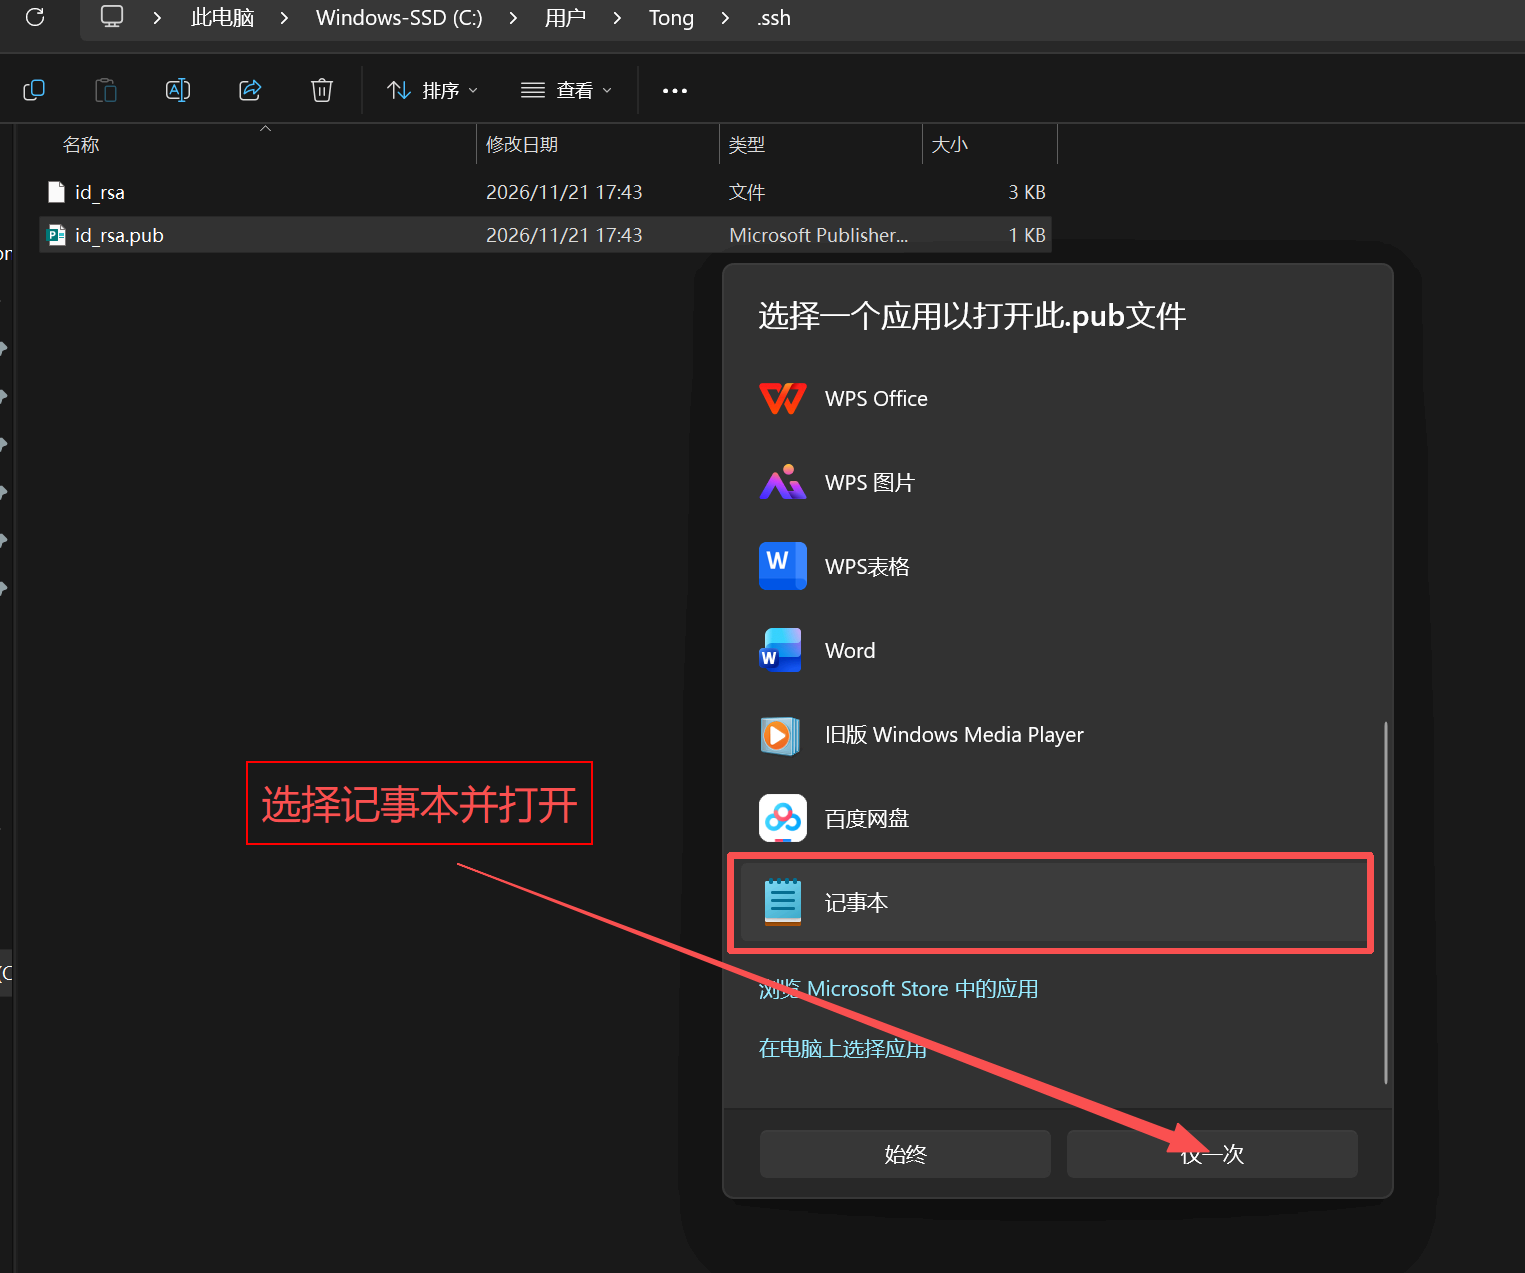 此电脑 > Windows-SSD (C:) > 用户 > Tong > .ssh
排序 查看
名称 修改日期 类型 大小
id_rsa 2026/11/21 17:43 文件 3 KB
id_rsa.pub 2026/11/21 17:43 Microsoft Publisher... 1 KB
选择一个应用以打开此.pub文件
WPS Office
WPS 图片
WPS表格
Word
旧版 Windows Media Player
选择记事本并打开
百度网盘
记事本
浏览 Microsoft Store 中的应用
在电脑上选择应用
始终 仅一次